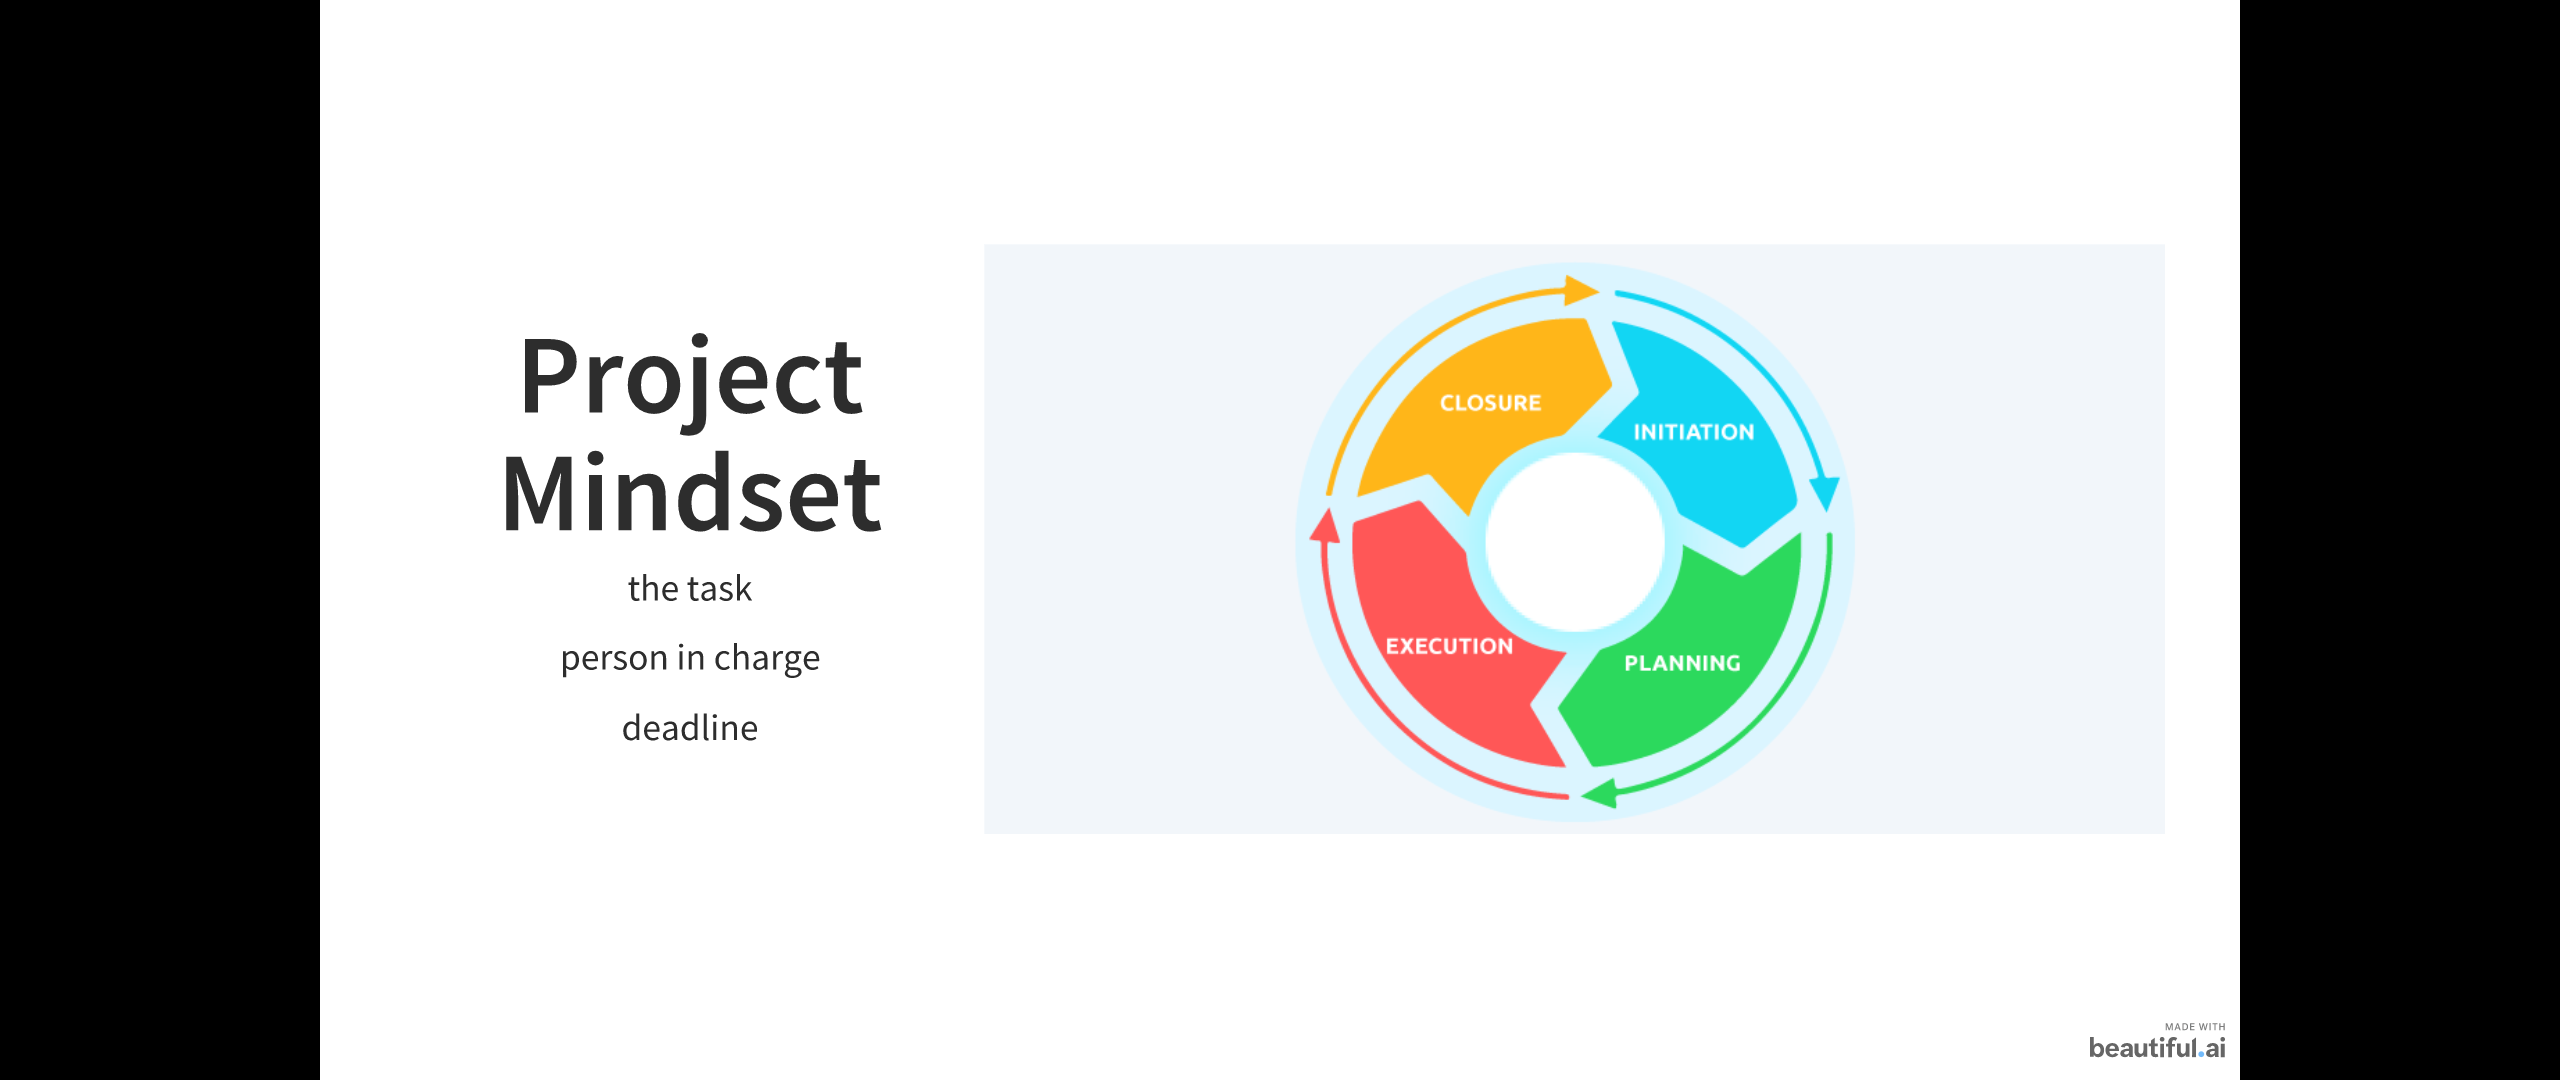 Project
Mindset
the task
person in charge
deadline
CLOSURE
INITIATION
EXECUTION
PLANNING
MADE WITH
beautiful.ai